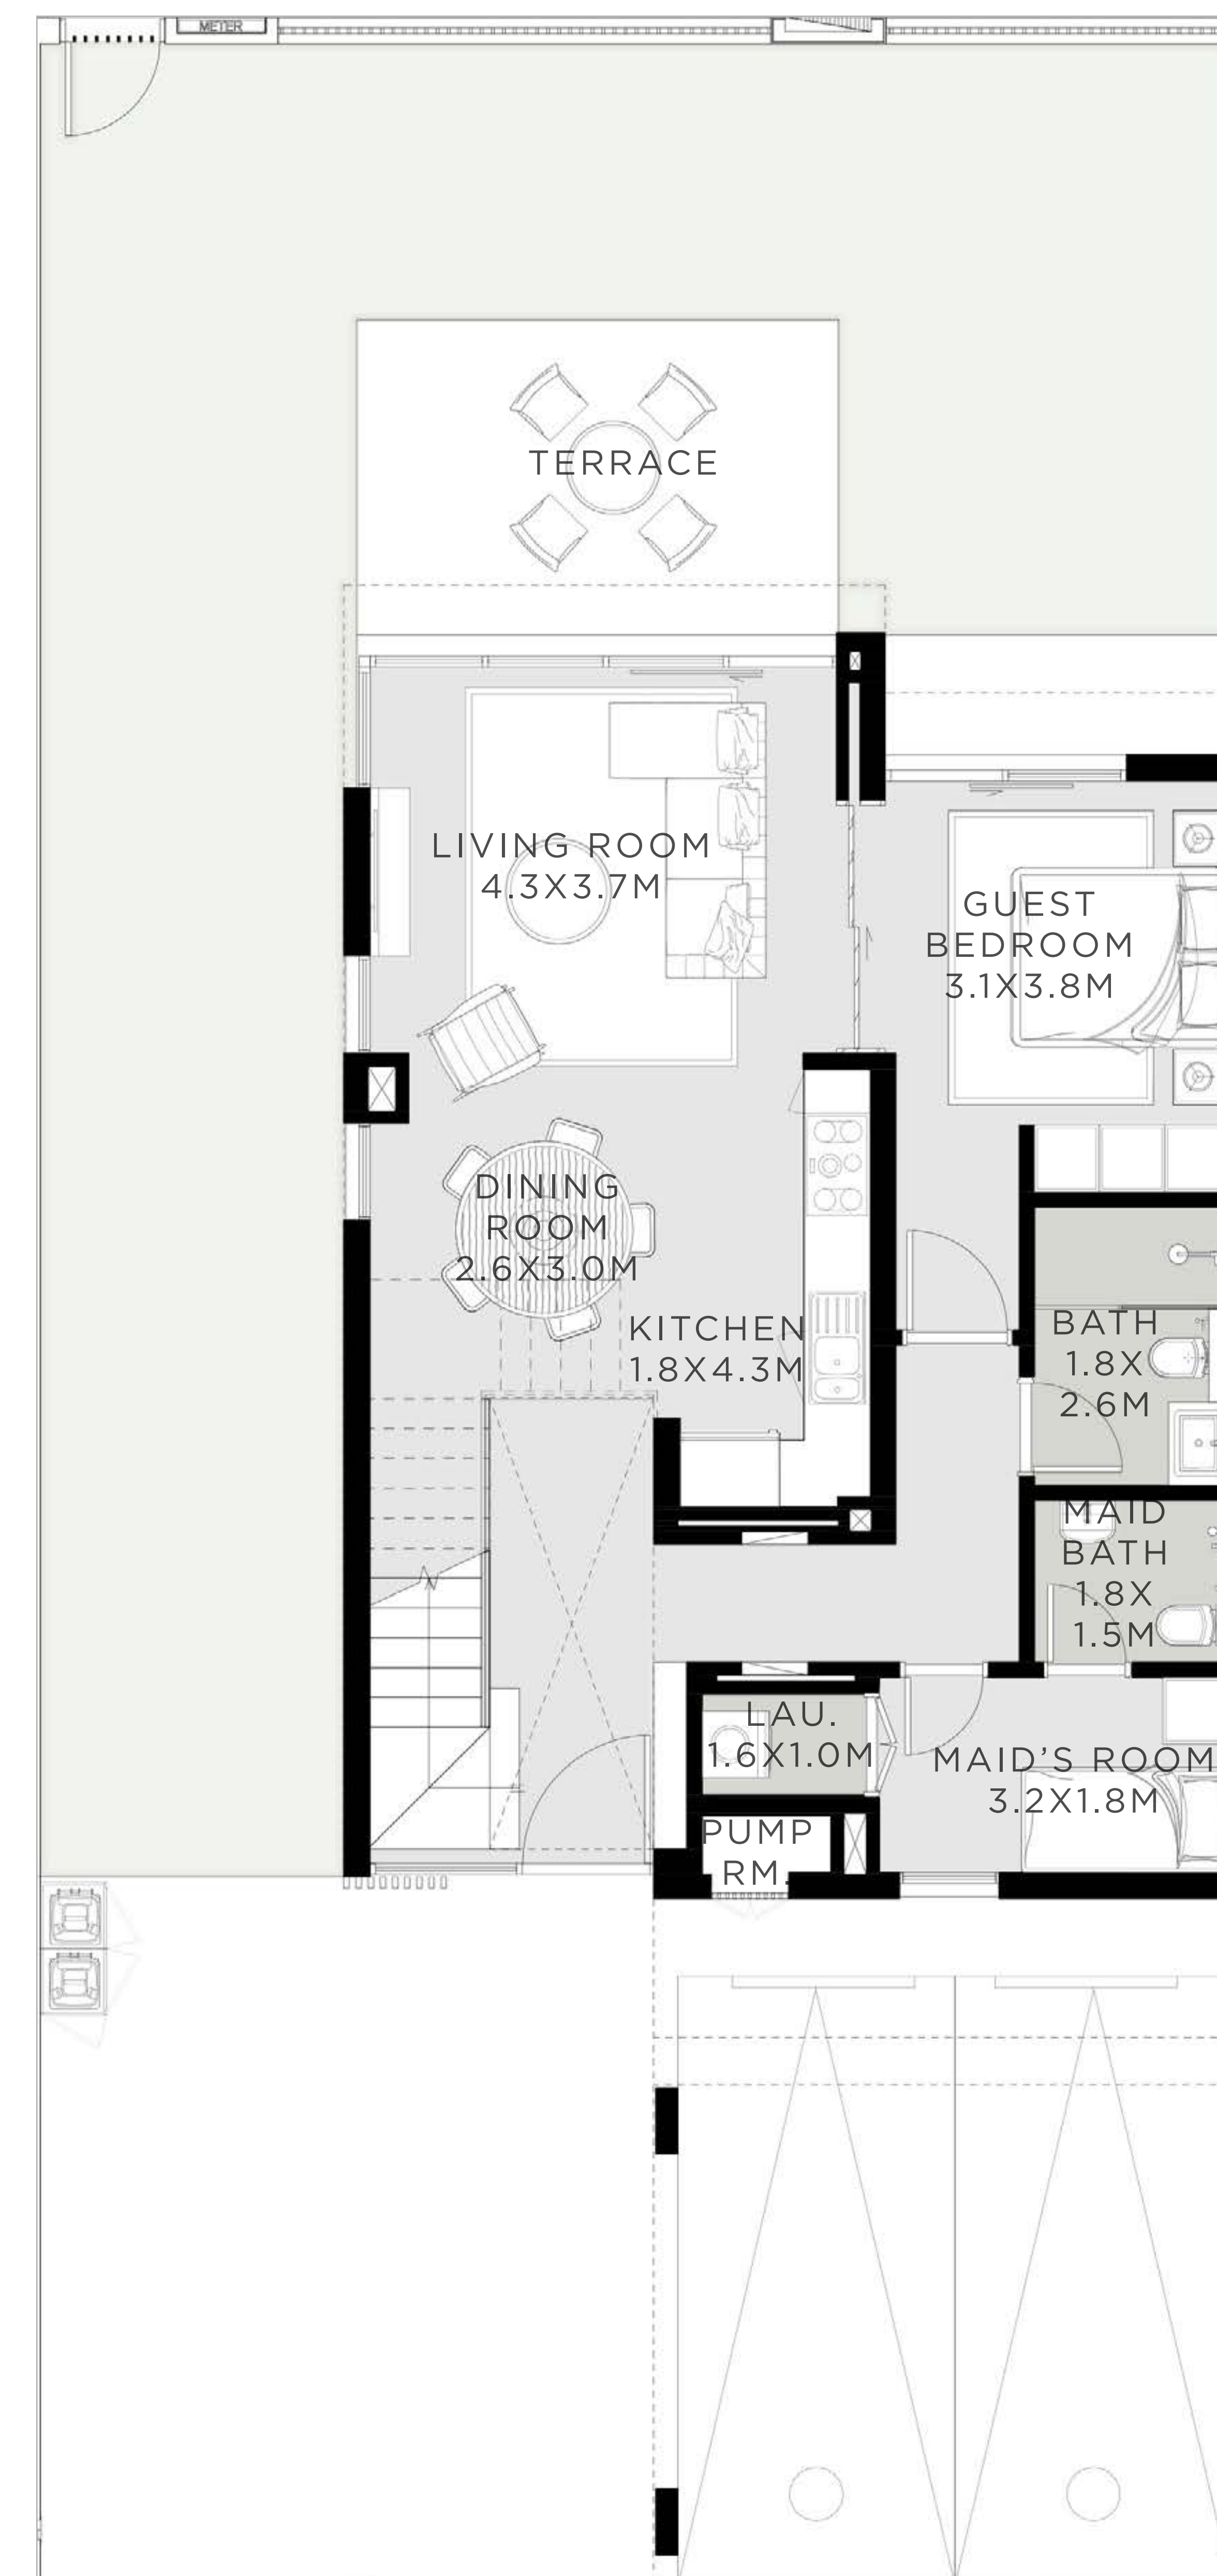 METER
TERRACE
LIVING ROOM
4.3X3.7M
GUEST
BEDROOM
3.1X3.8M
DINING
ROOM
2.6X3.0M
KITCHEN
1.8X4.3M
BATH
1.8X
2.6M
MAID
BATH
1.8X
1.5M
LAU.
1.6X1.0M
MAID'S ROOM
3.2X1.8M
PUMP
RM.